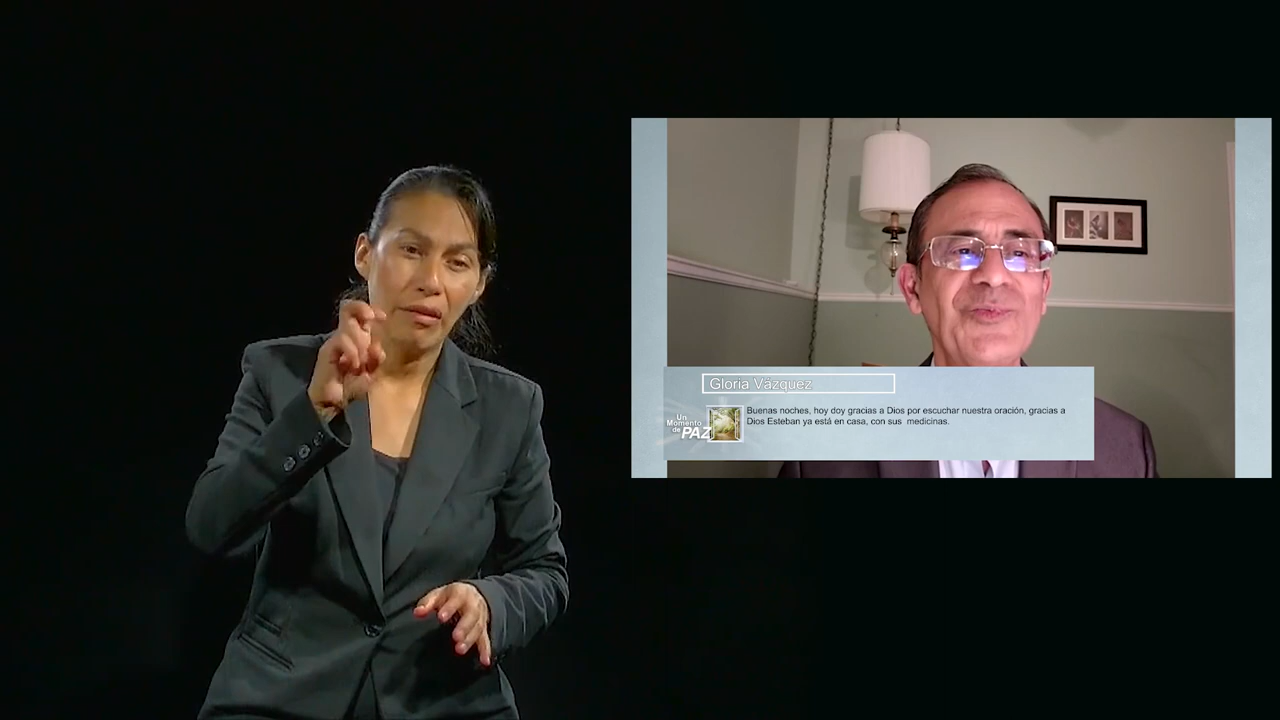 Gloria Vázquez
Buenas noches, hoy doy gracias a Dios por escuchar nuestra oración, gracias a
Dios Esteban ya está en casa, con sus  medicinas.
Un
Momento
de PAZ